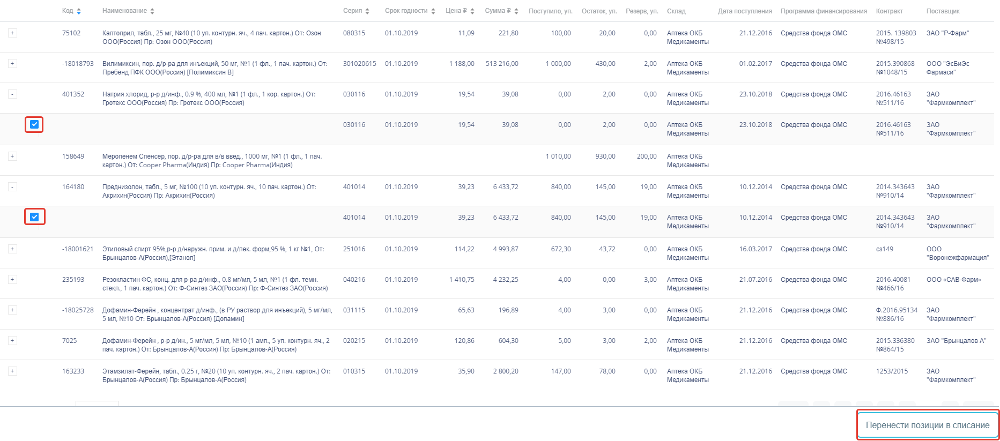 Код Наименование Серия Срок годности Цена ₽ Сумма ₽ Поступило, уп. Остаток, уп. Резерв, уп. Склад Дата поступления Программа финансирования Контракт Поставщик
+ 75102 Каптоприл, табл., 25 мг, №40 (10 уп. контурн. яч., 4 пач. картон.) От: Озон 080315 01.10.2019 11,09 221,80 100,00 20,00 0,00 Аптека ОКБ 21.12.2016 Средства фонда ОМС 2015. 139803 ЗАО "Р-Фарм"
ООО(Россия) Пр: Озон ООО(Россия) Медикаменты №498/15
+ -18018793 Вилимиксин, пор. д/р-ра для инъекций, 50 мг, №1 (1 фл., 1 пач. картон.) От: 301020615 01.10.2019 1 188,00 513 216,00 1 000,00 430,00 2,00 Аптека ОКБ 01.02.2017 Средства фонда ОМС 2015.390868 ООО "ЭсБиЭс
Пребенд ПФК ООО(Россия) [Полимиксин В] Медикаменты №1048/15 Фармаси"
- 401352 Натрия хлорид, р-р д/инф., 0.9 %, 400 мл, №1 (1 фл., 1 кор. картон.) От: 030116 01.10.2019 19,54 39,08 0,00 2,00 0,00 Аптека ОКБ 23.10.2018 Средства фонда ОМС 2016.46163 ЗАО
Гротекс ООО(Россия) Пр: Гротекс ООО(Россия) Медикаменты №511/16 "Фармкомплект"
030116 01.10.2019 19,54 39,08 0,00 2,00 0,00 Аптека ОКБ 23.10.2018 Средства фонда ОМС 2016.46163 ЗАО
Медикаменты №511/16 "Фармкомплект"
+ 158649 Меропенем Спенсер, пор. д/р-ра для в/в введ., 1000 мг, №1 (1 фл., 1 пач. 1 010,00 930,00 200,00 Аптека ОКБ
картон.) От: Cooper Pharma(Индия) Пр: Cooper Pharma(Индия) Медикаменты
- 164180 Преднизолон, табл., 5 мг, №100 (10 уп. контурн. яч., 10 пач. картон.) От: 401014 01.10.2019 39,23 6 433,72 840,00 145,00 19,00 Аптека ОКБ 10.12.2014 Средства фонда ОМС 2014.343643 ЗАО
Акрихин(Россия) Пр: Акрихин(Россия) Медикаменты №910/14 "Фармкомплект"
401014 01.10.2019 39,23 6 433,72 840,00 145,00 19,00 Аптека ОКБ 10.12.2014 Средства фонда ОМС 2014.343643 ЗАО
Медикаменты №910/14 "Фармкомплект"
+ -18001621 Этиловый спирт 95%,р-р д/наружн. прим. и д/лек. форм,95 %, 1 кг №1, От: 251016 01.10.2019 114,22 4 993,87 672,30 43,72 0,00 Аптека ОКБ 16.03.2017 Средства фонда ОМС сз149 ООО
Брынцалов-А(Россия),[Этанол] Медикаменты "Воронежфармация"
+ 235193 Резокластин ФС, конц. для р-ра д/инф., 0.8 мг/мл, 5 мл, №1 (1 фл. темн. 040216 01.10.2019 1 410,75 4 232,25 4,00 0,00 3,00 Аптека ОКБ 21.07.2016 Средства фонда ОМС 2016.40081 ООО «САВ-Фарм»
стекл., 1 пач. картон.) От: Ф-Синтез ЗАО(Россия) Пр: Ф-Синтез ЗАО(Россия) Медикаменты №466/16
+ -18025728 Дофамин-Ферейн , концентрат д/инф., (в РУ раствор для инъекций), 5 мг/мл, 031115 01.10.2019 65,63 196,89 4,00 3,00 0,00 Аптека ОКБ 21.12.2016 Средства фонда ОМС Ф.2016.95134 ЗАО
5 мл, №10 От: Брынцалов-А(Россия) [Допамин] Медикаменты №886/16 "Фармкомплект"
+ 7025 Дофамин-Ферейн , р-р д/ин., 5 мг/мл, 5 мл, №10 (1 амп., 5 уп. контурн. яч., 2 020215 01.10.2019 120,86 604,30 5,00 3,00 2,00 Аптека ОКБ 21.12.2016 Средства фонда ОМС 2015.336380 ЗАО "Брынцалов А"
пач. картон.) От: Брынцалов-А(Россия) Пр: Брынцалов-А(Россия) Медикаменты №864/15
+ 163233 Этамзилат-Ферейн, табл., 0.25 г, №20 (10 уп. контурн. яч., 2 пач. картон.) От: 010315 01.10.2019 35,90 2 800,20 147,00 78,00 0,00 Аптека ОКБ 21.12.2016 Средства фонда ОМС 1253/2015 ЗАО
Брынцалов-А(Россия) Пр: Брынцалов-А(Россия) Медикаменты "Фармкомплект"
Перенести позиции в списание